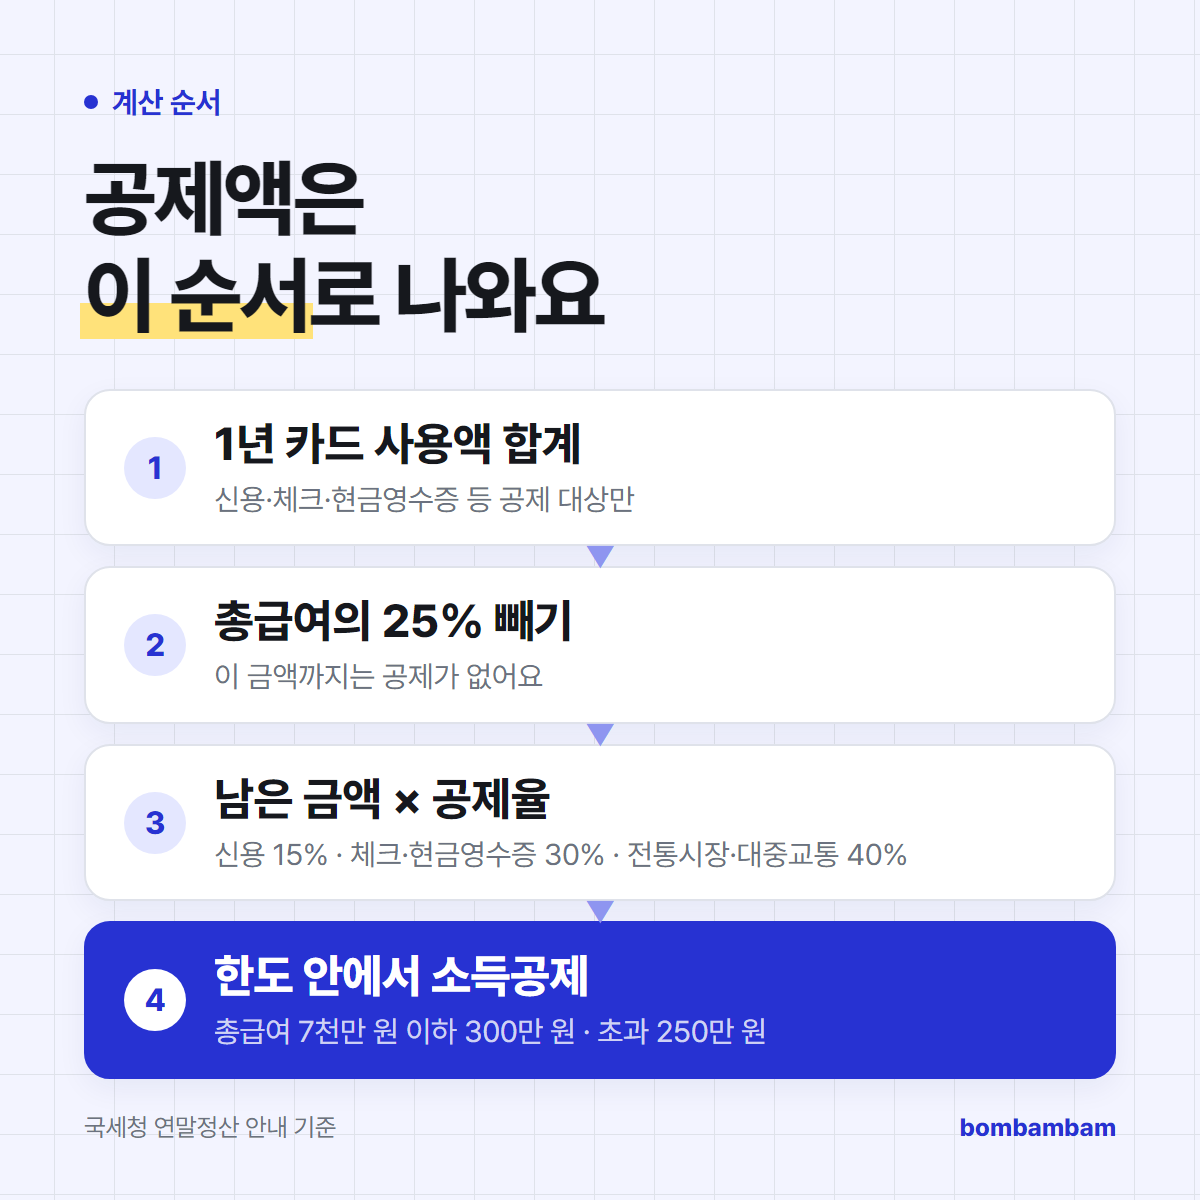 계산 순서
공제액은
이 순서로 나와요
1
1년 카드 사용액 합계
신용·체크·현금영수증 등 공제 대상만
2
총급여의 25% 빼기
이 금액까지는 공제가 없어요
3
남은 금액 × 공제율
신용 15% · 체크·현금영수증 30% · 전통시장·대중교통 40%
4
한도 안에서 소득공제
총급여 7천만 원 이하 300만 원 · 초과 250만 원
국세청 연말정산 안내 기준
bombambam